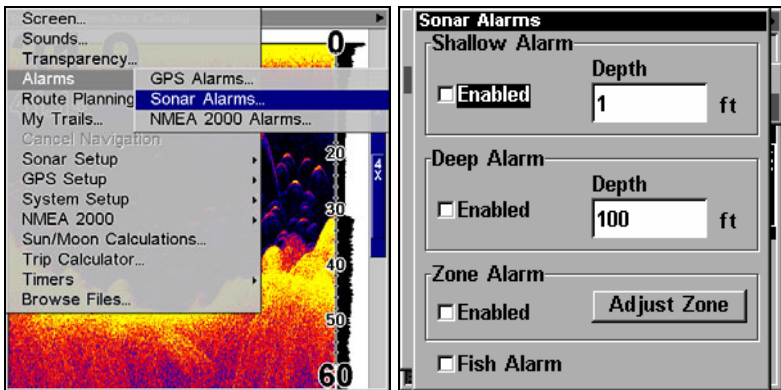 Screen...
Sounds...
Transparency...
Alarms
GPS Alarms...
Route Planning
Sonar Alarms...
My Trails...
NMEA 2000 Alarms...
Cancel Navigation
Sonar Setup
GPS Setup
System Setup
NMEA 2000
Sun/Moon Calculations...
Trip Calculator...
Timers
Browse Files...
0
20
30
40
50
60
4X
Sonar Alarms
Shallow Alarm
Depth
Enabled
1 ft
Deep Alarm
Depth
Enabled
100 ft
Zone Alarm
Enabled
Adjust Zone
Fish Alarm